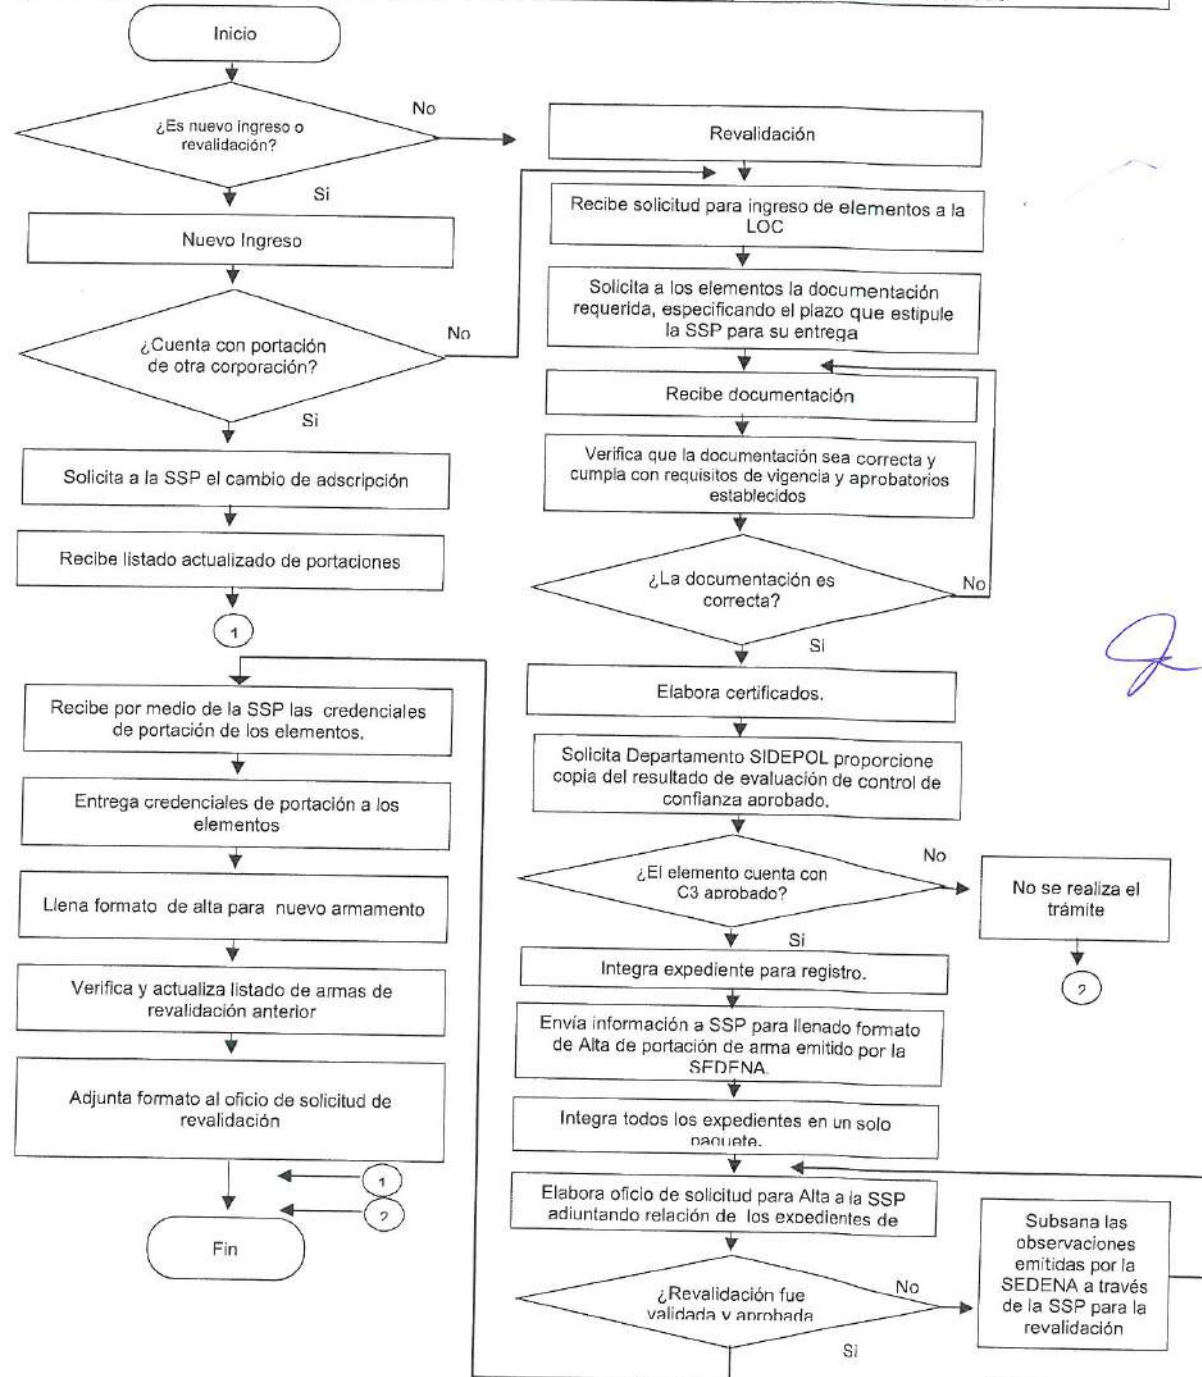 Inicio
¿Es nuevo ingreso o
revalidación?
No
Si
Nuevo Ingreso
¿Cuenta con portación
de otra corporación?
No
Si
Solicita a la SSP el cambio de adscripción
Recibe listado actualizado de portaciones
1
Recibe por medio de la SSP las credenciales
de portación de los elementos.
Entrega credenciales de portación a los
elementos
Llena formato de alta para nuevo armamento
Verifica y actualiza listado de armas de
revalidación anterior
Adjunta formato al oficio de solicitud de
revalidación
1
2
Fin
Revalidación
Recibe solicitud para ingreso de elementos a la
LOC
Solicita a los elementos la documentación
requerida, especificando el plazo que estipule
la SSP para su entrega
Recibe documentación
Verifica que la documentación sea correcta y
cumpla con requisitos de vigencia y aprobatorios
establecidos
¿La documentación es
correcta?
No
Si
Elabora certificados.
Solicita Departamento SIDEPOL proporcione
copia del resultado de evaluación de control de
confianza aprobado.
¿El elemento cuenta con
C3 aprobado?
No
No se realiza el
trámite
2
Si
Integra expediente para registro.
Envía información a SSP para llenado formato
de Alta de portación de arma emitido por la
SEDENA.
Integra todos los expedientes en un solo
paquete.
Elabora oficio de solicitud para Alta a la SSP
adjuntando relación de los expedientes de
¿Revalidación fue
validada y aprobada
No
Si
Subsana las
observaciones
emitidas por la
SEDENA a través
de la SSP para la
revalidación